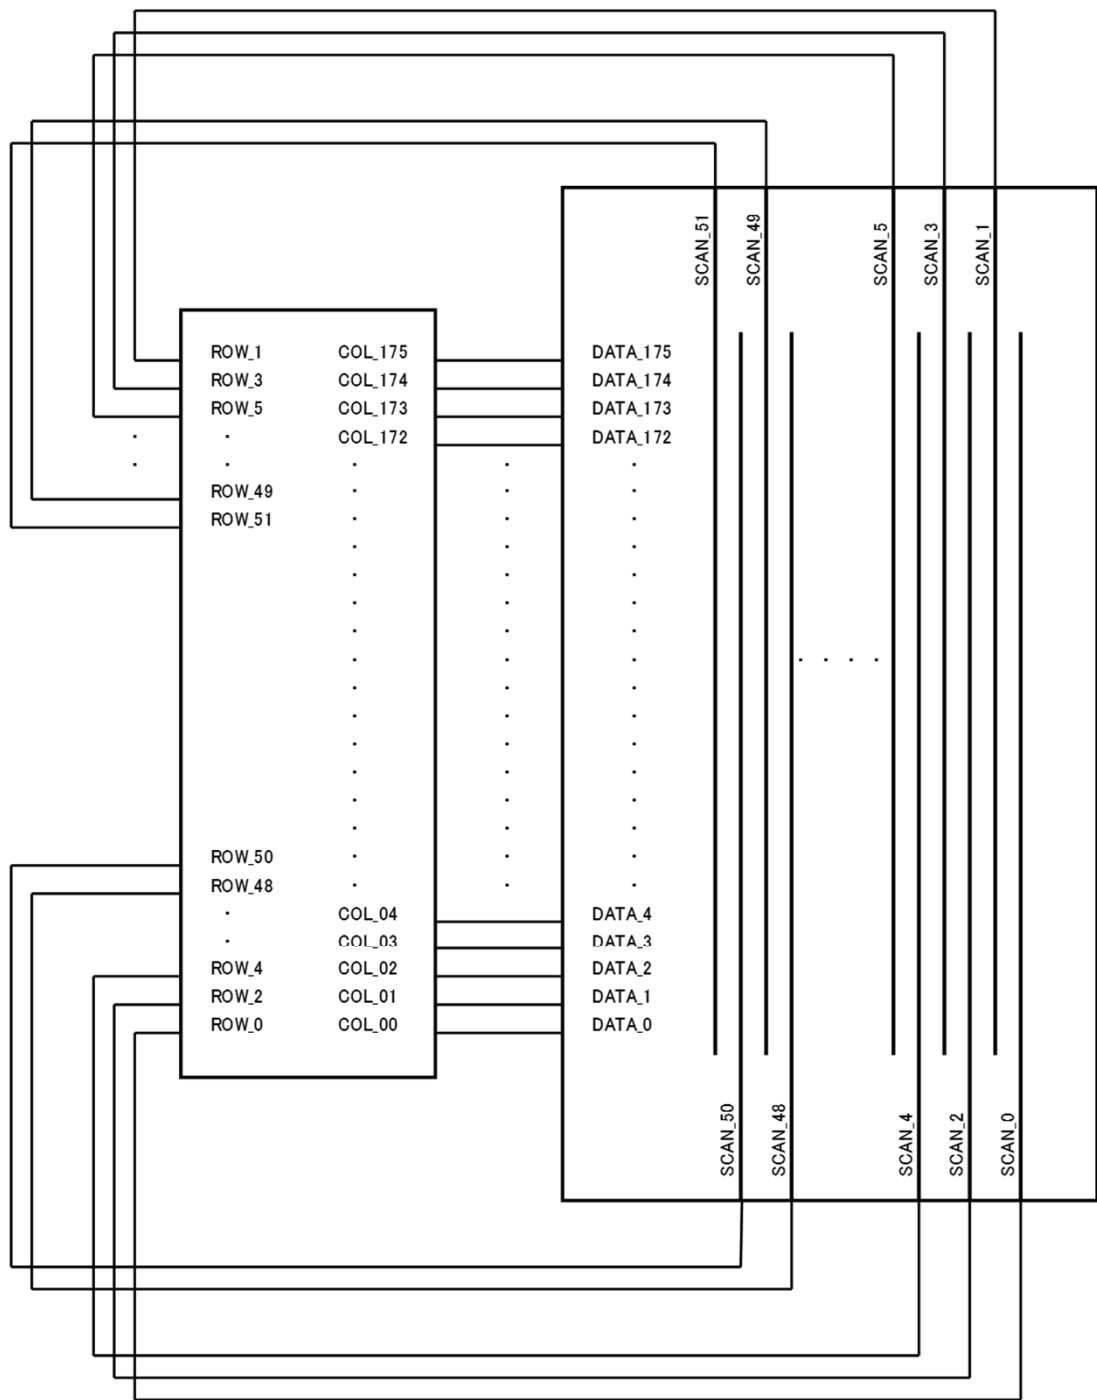 SCAN_51
SCAN_49
SCAN_5
SCAN_3
SCAN_1
ROW_1 COL_175 DATA_175
ROW_3 COL_174 DATA_174
ROW_5 COL_173 DATA_173
COL_172 DATA_172
ROW_49
ROW_51
ROW_50
ROW_48
COL_04 DATA_4
COL_03 DATA_3
ROW_4 COL_02 DATA_2
ROW_2 COL_01 DATA_1
ROW_0 COL_00 DATA_0
SCAN_50
SCAN_48
SCAN_4
SCAN_2
SCAN_0